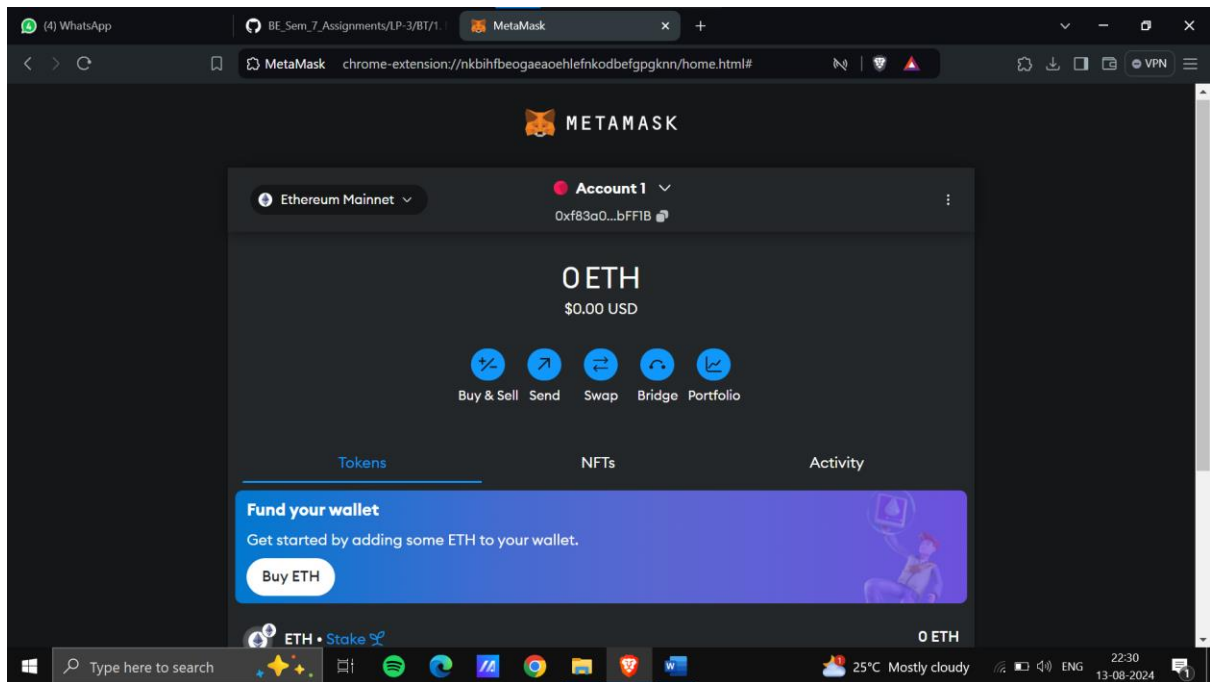 (4) WhatsApp
BE_Sem_7_Assignments/LP-3/BT/1.
MetaMask
MetaMask chrome-extension://nkbihfbeogaeaoehlefnkodbefgpgknn/home.html#
VPN
METAMASK
Ethereum Mainnet
Account 1
0xf83a0...bFF1B
0 ETH
$0.00 USD
Buy & Sell Send Swap Bridge Portfolio
Tokens NFTs Activity
Fund your wallet
Get started by adding some ETH to your wallet.
Buy ETH
ETH • Stake
0 ETH
Type here to search
25°C Mostly cloudy
ENG
22:30
13-08-2024
1